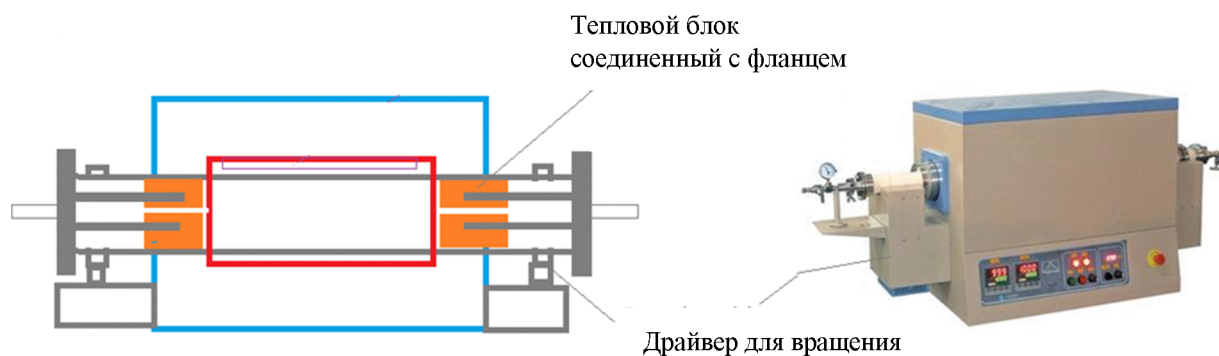 Тепловой блок
соединенный с фланцем
Драйвер для вращения